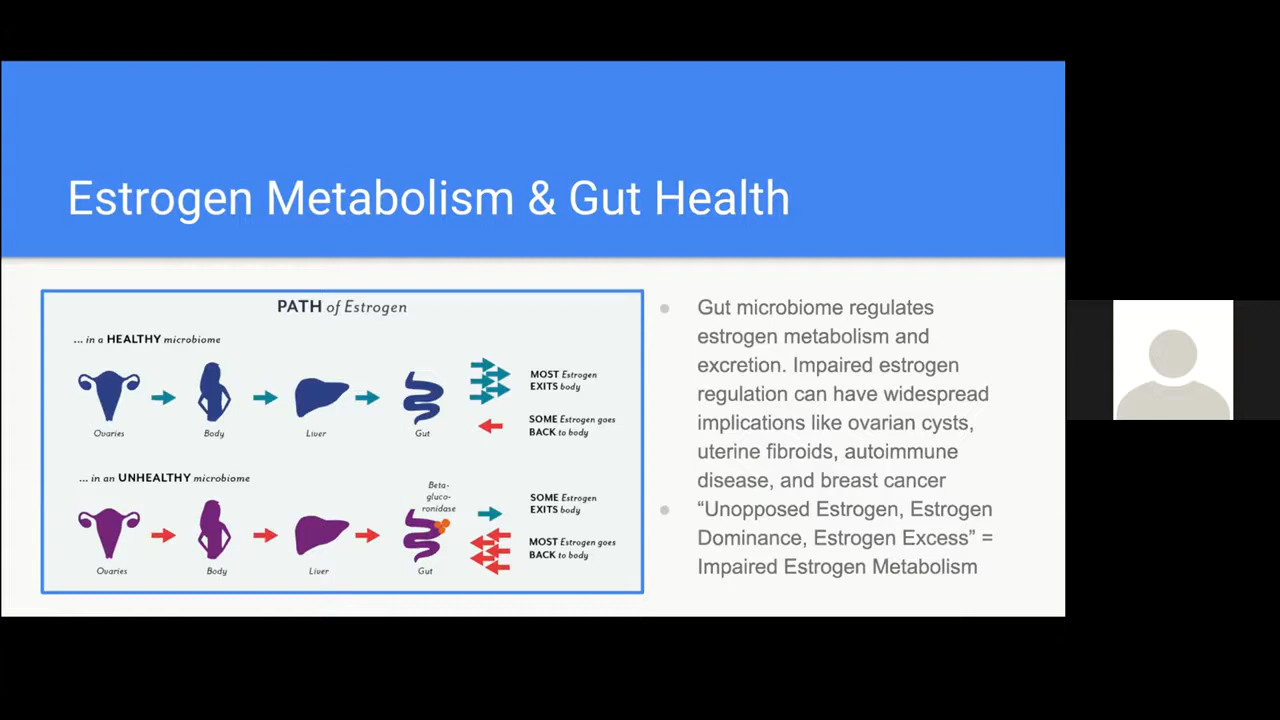 Estrogen Metabolism & Gut Health
PATH of Estrogen
... in a HEALTHY microbiome
Ovaries
Body
Liver
Gut
MOST Estrogen
EXITS body
SOME Estrogen goes
BACK to body
... in an UNHEALTHY microbiome
Beta-
gluco-
ronidase
Ovaries
Body
Liver
Gut
SOME Estrogen
EXITS body
MOST Estrogen goes
BACK to body
Gut microbiome regulates
estrogen metabolism and
excretion. Impaired estrogen
regulation can have widespread
implications like ovarian cysts,
uterine fibroids, autoimmune
disease, and breast cancer
“Unopposed Estrogen, Estrogen
Dominance, Estrogen Excess” =
Impaired Estrogen Metabolism